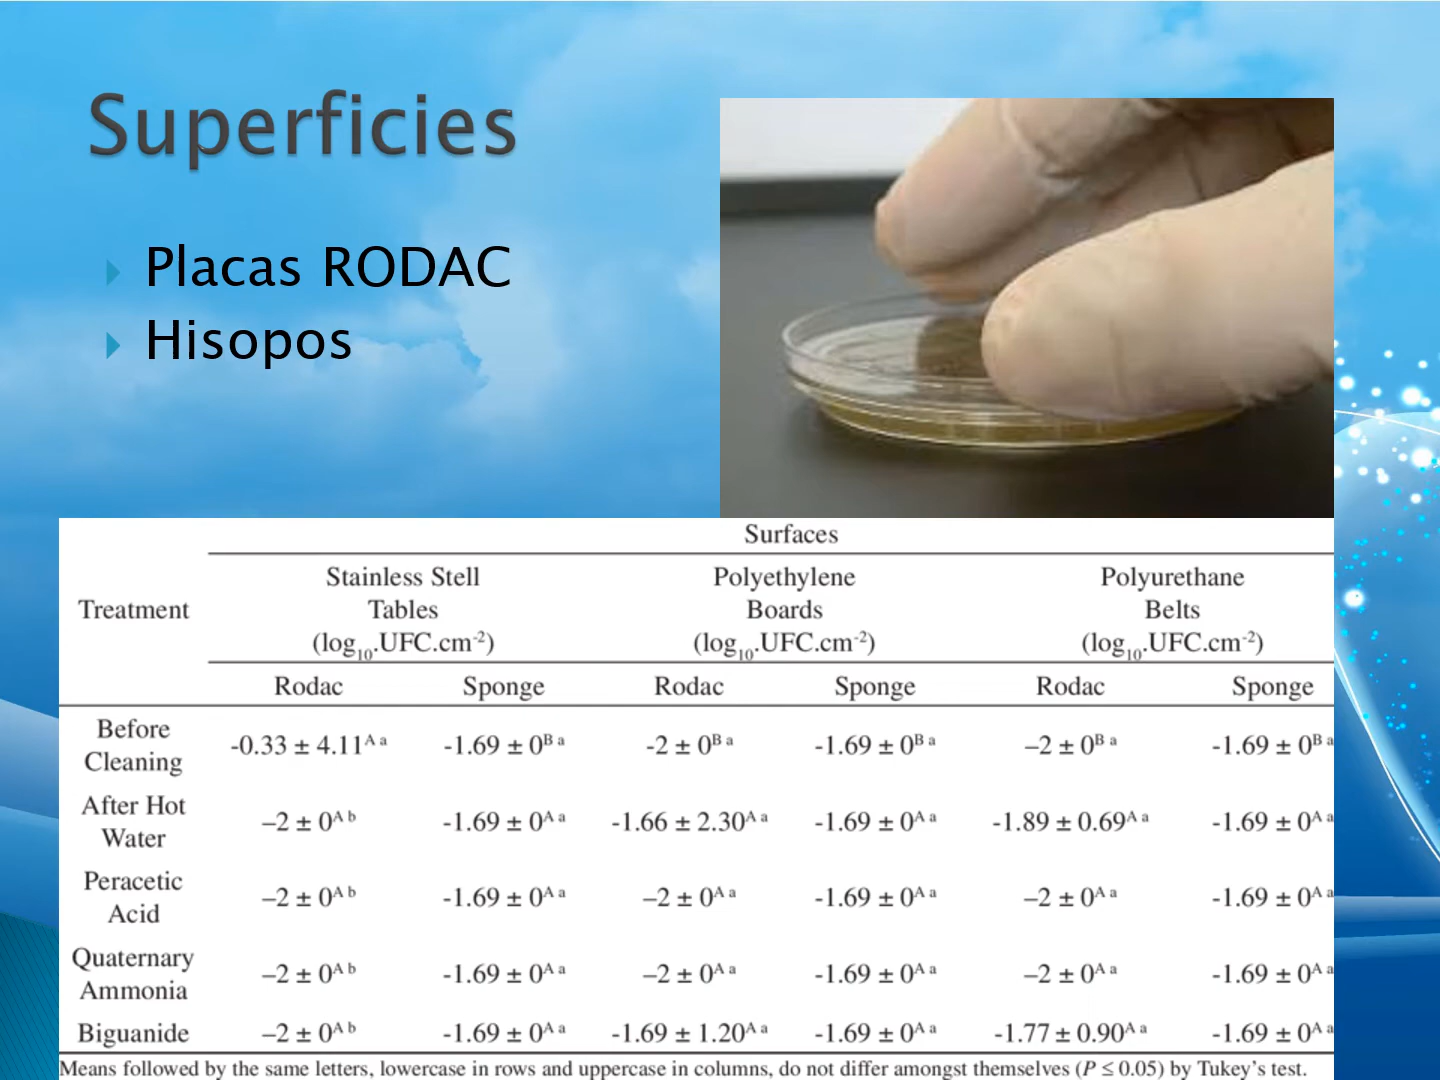 Superficies
Placas RODAC
Hisopos
Surfaces
Treatment
Stainless Stell
Tables
(log10.UFC.cm-2)
Polyethylene
Boards
(log10.UFC.cm-2)
Polyurethane
Belts
(log10.UFC.cm-2)
Rodac Sponge Rodac Sponge Rodac Sponge
Before
Cleaning
-0.33 ± 4.11A a -1.69 ± 0B a -2 ± 0B a -1.69 ± 0B a –2 ± 0B a -1.69 ± 0B a
After Hot
Water
–2 ± 0A b -1.69 ± 0A a -1.66 ± 2.30A a -1.69 ± 0A a -1.89 ± 0.69A a -1.69 ± 0A a
Peracetic
Acid
–2 ± 0A b -1.69 ± 0A a –2 ± 0A a -1.69 ± 0A a –2 ± 0A a -1.69 ± 0A a
Quaternary
Ammonia
–2 ± 0A b -1.69 ± 0A a –2 ± 0A a -1.69 ± 0A a –2 ± 0A a -1.69 ± 0A a
Biguanide –2 ± 0A b -1.69 ± 0A a -1.69 ± 1.20A a -1.69 ± 0A a -1.77 ± 0.90A a -1.69 ± 0A a
Means followed by the same letters, lowercase in rows and uppercase in columns, do not differ amongst themselves (P ≤ 0.05) by Tukey's test.